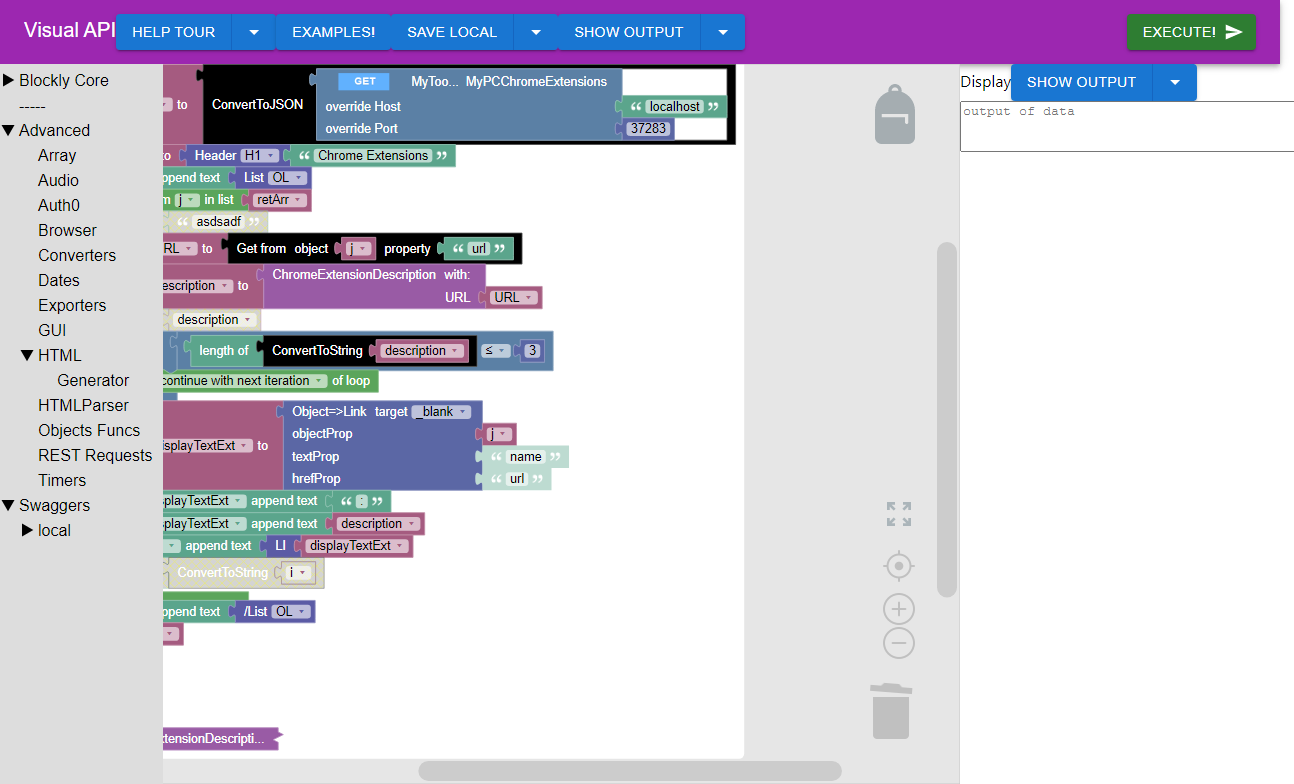 Visual API HELP TOUR EXAMPLES! SAVE LOCAL SHOW OUTPUT EXECUTE!
Blockly Core
-----
Advanced
Array
Audio
Auth0
Browser
Converters
Dates
Exporters
GUI
HTML
Generator
HTMLParser
Objects Funcs
REST Requests
Timers
Swaggers
local
to ConvertToJSON GET MyToo... MyPCChromeExtensions
override Host “ localhost ”
override Port 37283
to Header H1 “ Chrome Extensions ”
ppend text List OL
m j in list retArr
“ asdsadf ”
RL to Get from object j property “ url ”
escription to ChromeExtensionDescription with:
URL URL
description
length of ConvertToString description ≤ 3
continue with next iteration of loop
isplayTextExt to Object=>Link target _blank
objectProp j
textProp “ name ”
hrefProp “ url ”
splayTextExt append text “ : ”
splayTextExt append text description
append text LI displayTextExt
ConvertToString i
ppend text /List OL
tensionDescripti...
Display SHOW OUTPUT
output of data